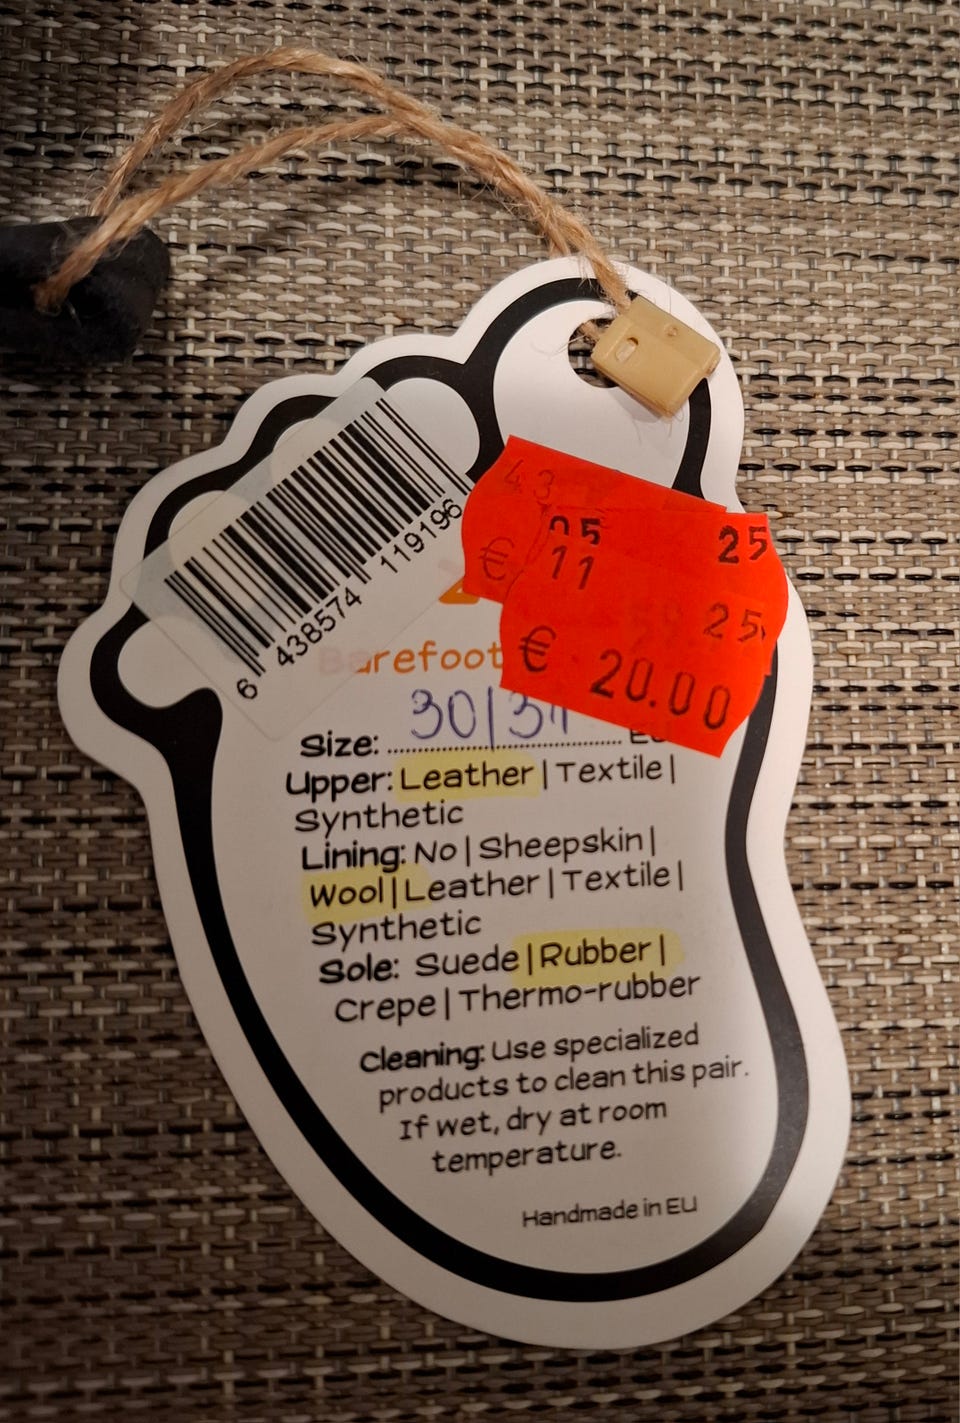 6 438574 119196
43
€
05 25
11
25
€ 20.00
Barefoot
30|31
Size: ........................................
Upper: Leather | Textile |
Synthetic
Lining: No | Sheepskin |
Wool | Leather | Textile |
Synthetic
Sole: Suede | Rubber |
Crepe | Thermo-rubber
Cleaning: Use specialized
products to clean this pair.
If wet, dry at room
temperature.
Handmade in EU